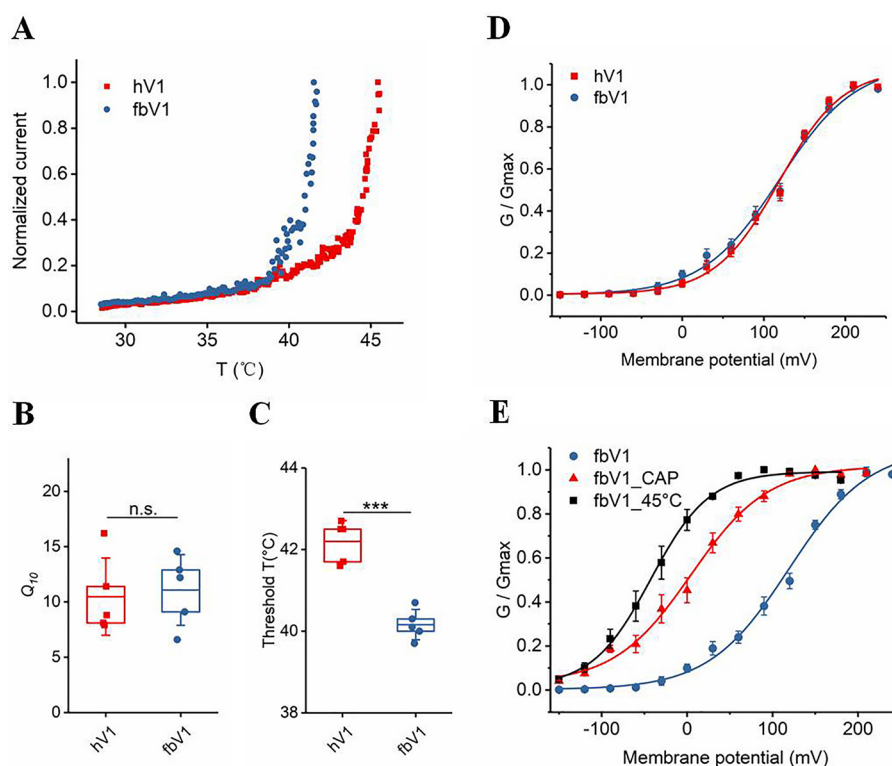 A
hV1
fbV1
1.0
0.8
0.6
0.4
0.2
0.0
Normalized current
30 35 40 45
T (℃)
D
hV1
fbV1
1.0
0.8
0.6
0.4
0.2
0.0
G / Gmax
-100 0 100 200
Membrane potential (mV)
B
20
15
10
5
0
Q10
n.s.
hV1 fbV1
C
44
42
40
38
Threshold T(°C)
***
hV1 fbV1
E
fbV1
fbV1_CAP
fbV1_45°C
1.0
0.8
0.6
0.4
0.2
0.0
G / Gmax
-100 0 100 200
Membrane potential (mV)